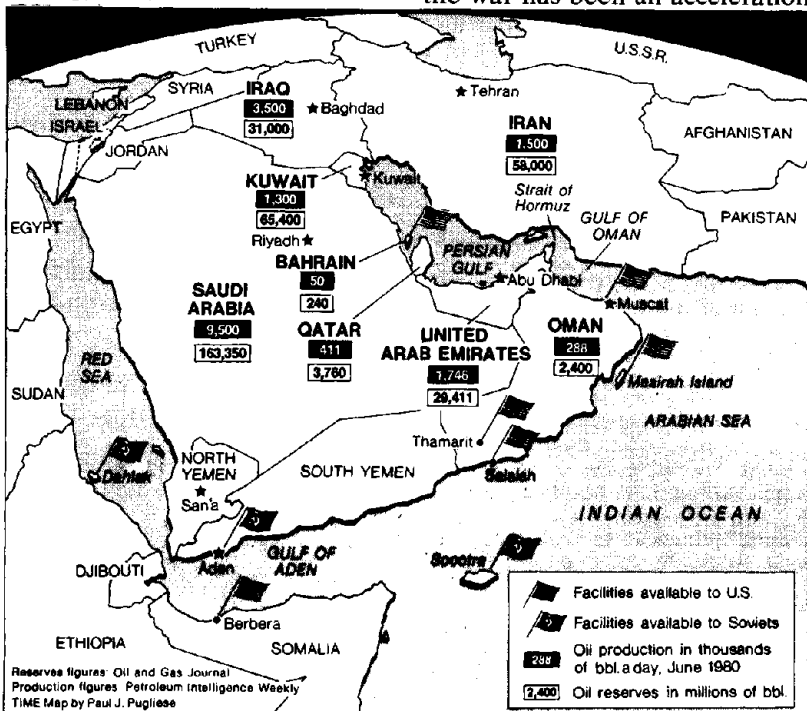 the war has been an acceleration
TURKEY
U.S.S.R.
SYRIA
LEBANON
ISRAEL
JORDAN
IRAQ
3,500
31,000
Baghdad
Tehran
IRAN
1,500
58,000
AFGHANISTAN
PAKISTAN
KUWAIT
1,300
65,400
Kuwait
Strait of
Hormuz
GULF OF
OMAN
EGYPT
Riyadh
BAHRAIN
50
240
PERSIAN
GULF
Abu Dhabi
Muscat
SAUDI
ARABIA
9,500
163,350
QATAR
411
3,760
UNITED
ARAB EMIRATES
1,746
29,411
OMAN
288
2,400
RED
SEA
SUDAN
Masirah Island
ARABIAN SEA
Thamarit
Salalah
Dahlak
NORTH
YEMEN
San'a
SOUTH YEMEN
INDIAN OCEAN
Aden
GULF OF
ADEN
Socotra
DJIBOUTI
Berbera
ETHIOPIA
SOMALIA
Facilities available to U.S.
Facilities available to Soviets
288
Oil production in thousands
of bbl. a day, June 1980
2,400
Oil reserves in millions of bbl.
Reserves figures: Oil and Gas Journal
Production figures: Petroleum Intelligence Weekly
TIME Map by Paul J. Pugliese